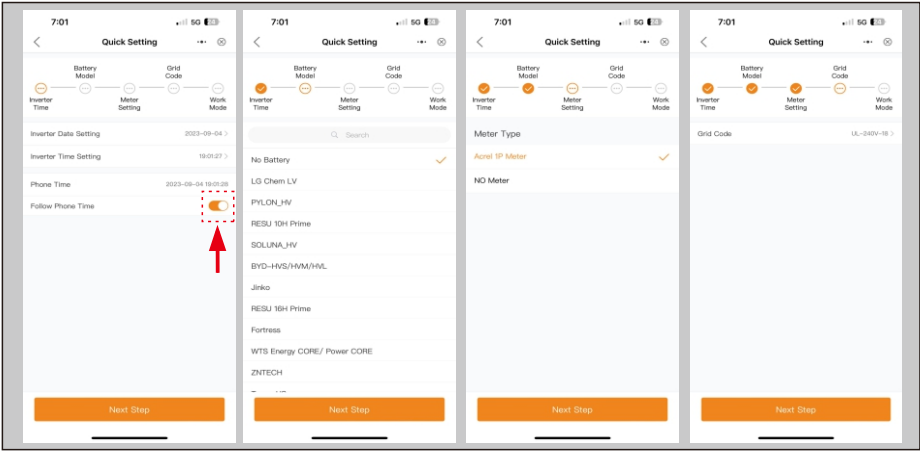 7:01
5G
Quick Setting
Battery Model
Grid Code
Inverter Time
Meter Setting
Work Mode
Inverter Date Setting
2023-09-04
Inverter Time Setting
19:01:27
Phone Time
2023-09-04 19:01:28
Follow Phone Time
Next Step
7:01
5G
Quick Setting
Battery Model
Grid Code
Inverter Time
Meter Setting
Work Mode
Search
No Battery
LG Chem LV
PYLON_HV
RESU 10H Prime
SOLUNA_HV
BYD-HVS/HVM/HVL
Jinko
RESU 16H Prime
Fortress
WTS Energy CORE/ Power CORE
ZNTECH
Next Step
7:01
5G
Quick Setting
Battery Model
Grid Code
Inverter Time
Meter Setting
Work Mode
Meter Type
Acrel 1P Meter
NO Meter
Next Step
7:01
5G
Quick Setting
Battery Model
Grid Code
Inverter Time
Meter Setting
Work Mode
Grid Code
UL-240V-19
Next Step